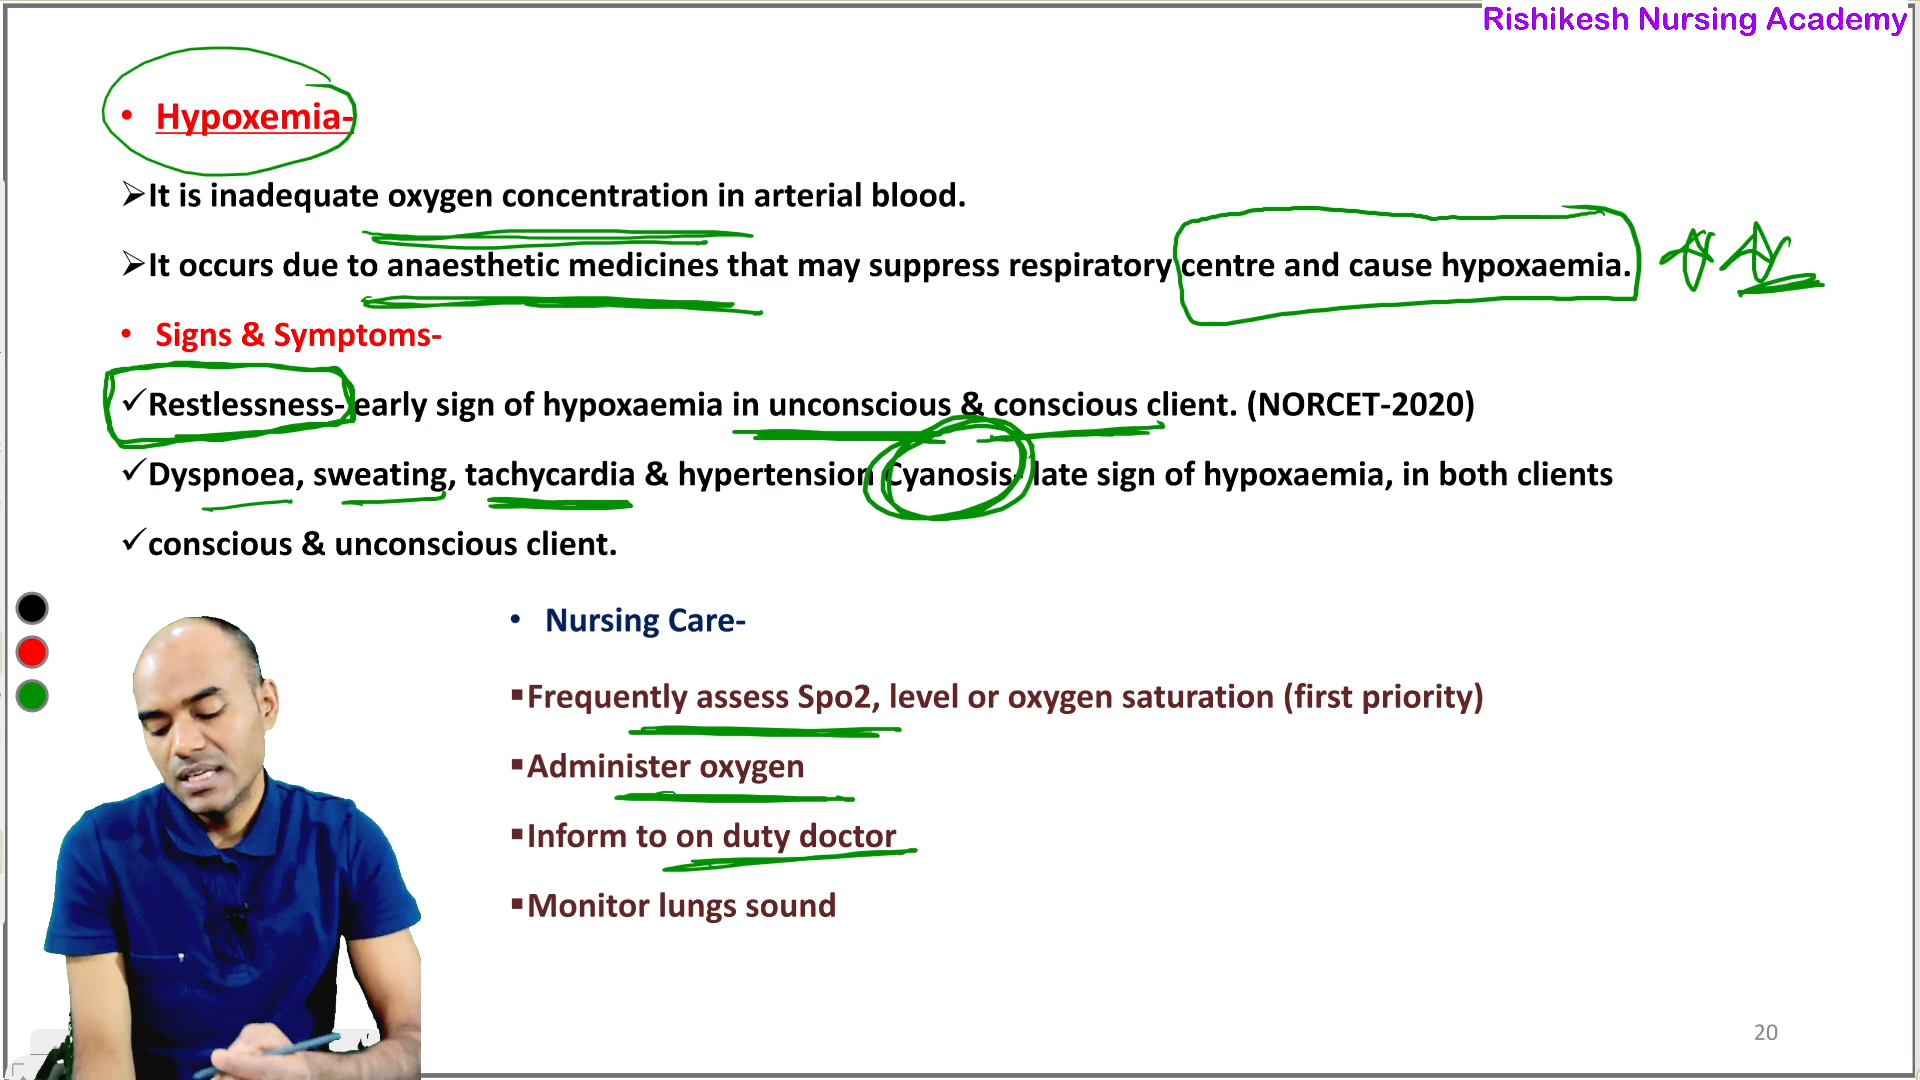 Rishikesh Nursing Academy
• Hypoxemia-
➢It is inadequate oxygen concentration in arterial blood.
➢It occurs due to anaesthetic medicines that may suppress respiratory centre and cause hypoxaemia.
• Signs & Symptoms-
✓Restlessness- early sign of hypoxaemia in unconscious & conscious client. (NORCET-2020)
✓Dyspnoea, sweating, tachycardia & hypertension Cyanosis- late sign of hypoxaemia, in both clients
✓conscious & unconscious client.
• Nursing Care-
▪Frequently assess Spo2, level or oxygen saturation (first priority)
▪Administer oxygen
▪Inform to on duty doctor
▪Monitor lungs sound
20